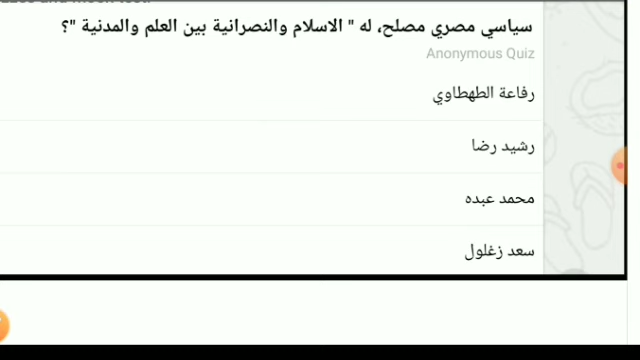 سياسي مصري مصلح، له " الاسلام والنصرانية بين العلم والمدنية "؟
Anonymous Quiz
رفاعة الطهطاوي
رشيد رضا
محمد عبده
سعد زغلول